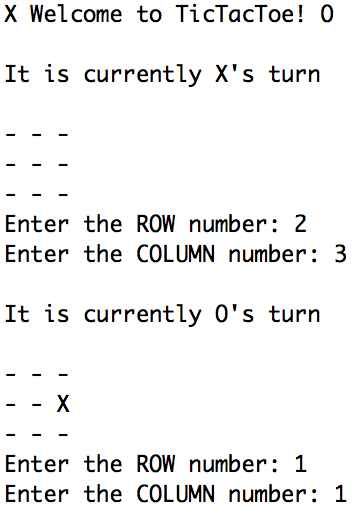 X Welcome to TicTacToe! O
It is currently X's turn
- - -
- - -
- - -
Enter the ROW number: 2
Enter the COLUMN number: 3
It is currently O's turn
- - -
- - X
- - -
Enter the ROW number: 1
Enter the COLUMN number: 1